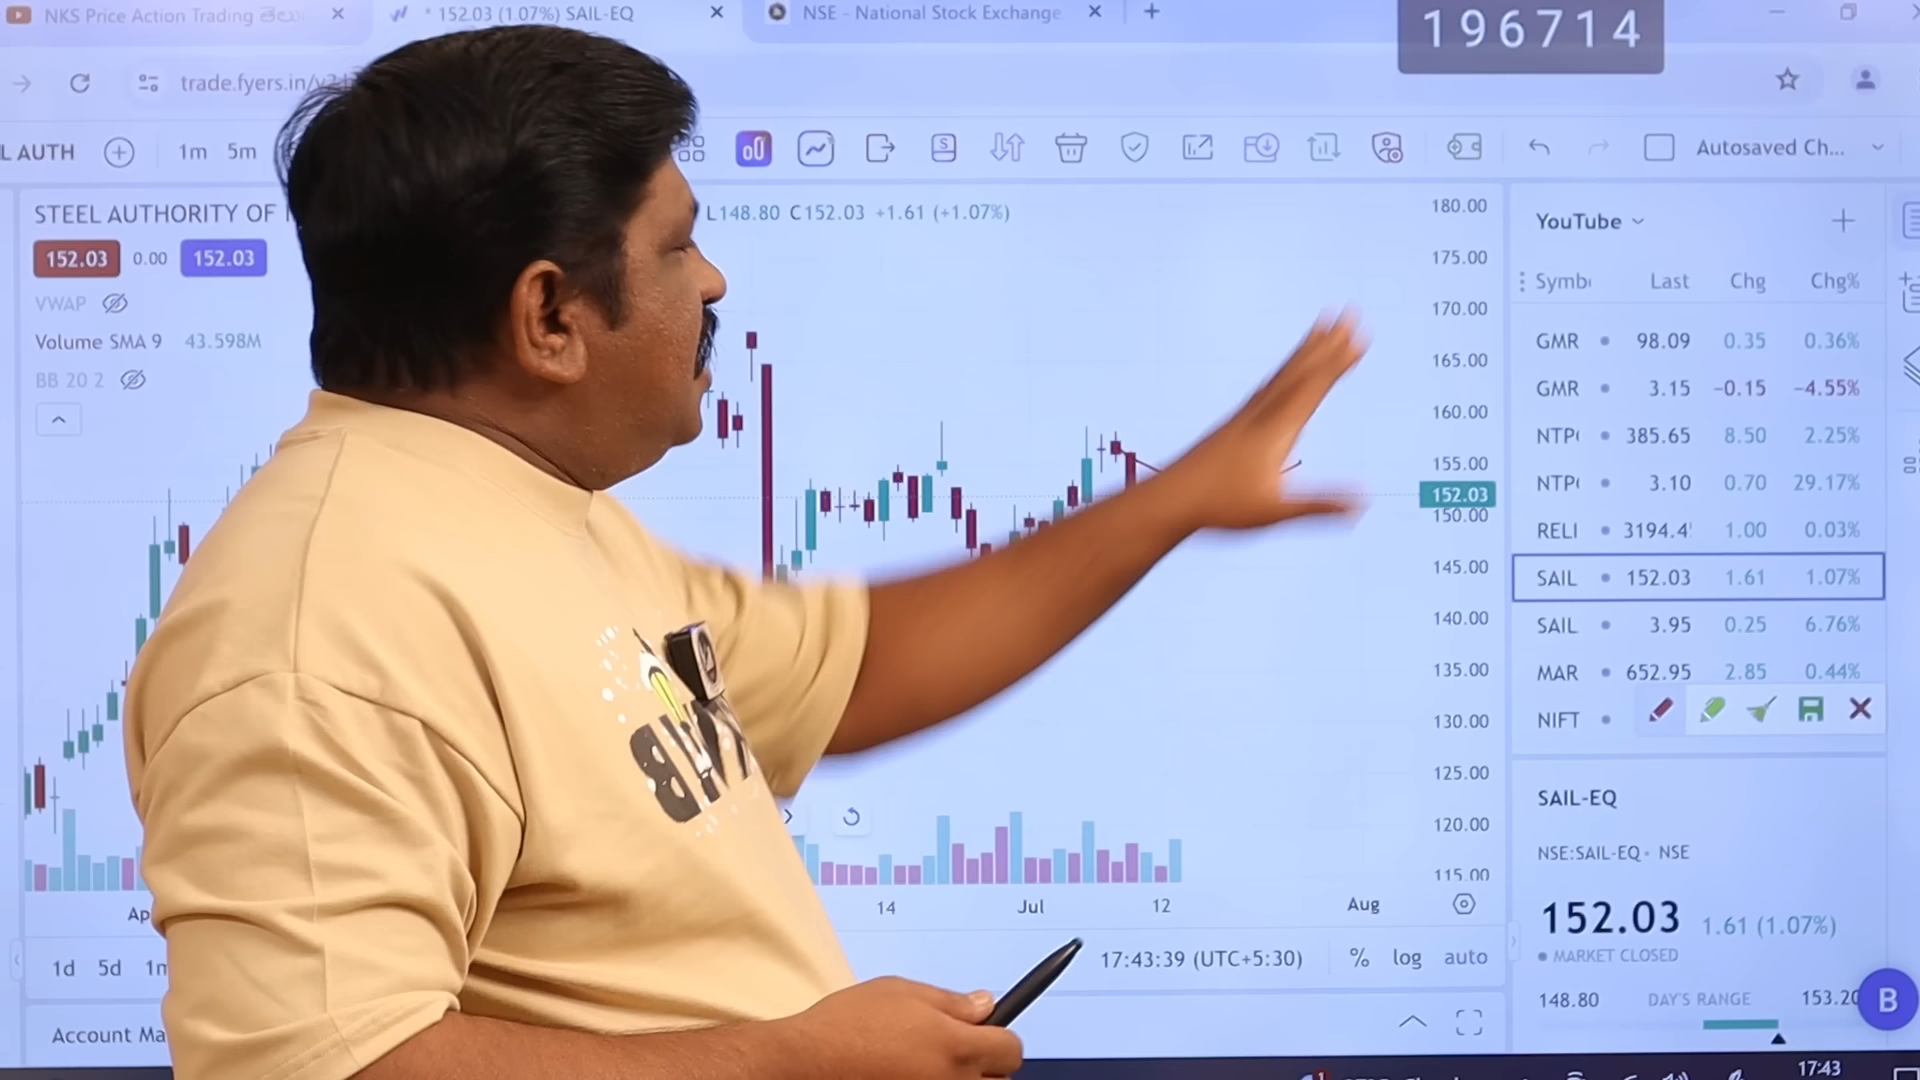 NKS Price Action Trading తెలు
* 152.03 (1.07%) SAIL-EQ
NSE - National Stock Exchange
196714
trade.fyers.in/
L AUTH
1m 5m
Autosaved Ch...
STEEL AUTHORITY OF
L148.80 C152.03 +1.61 (+1.07%)
152.03 0.00 152.03
VWAP
Volume SMA 9 43.598M
BB 20 2
180.00
175.00
170.00
165.00
160.00
155.00
152.03
150.00
145.00
140.00
135.00
130.00
125.00
120.00
115.00
14 Jul 12 Aug
1d 5d
17:43:39 (UTC+5:30) % log auto
Account Ma
YouTube
Last Chg Chg%
GMR 98.09 0.35 0.36%
GMR 3.15 −0.15 −4.55%
NTP 385.65 8.50 2.25%
NTP 3.10 0.70 29.17%
RELI 3194.4 1.00 0.03%
SAIL 152.03 1.61 1.07%
SAIL 3.95 0.25 6.76%
MAR 652.95 2.85 0.44%
NIFT
SAIL-EQ
NSE:SAIL-EQ • NSE
152.03 1.61 (1.07%)
MARKET CLOSED
148.80 DAY'S RANGE 153.20
B
17:43